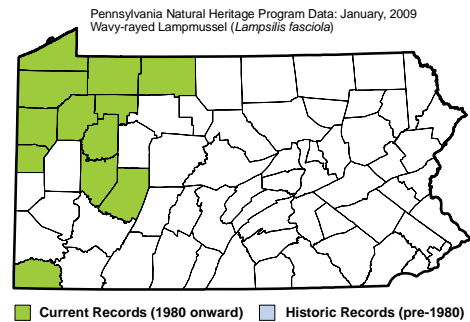 Pennsylvania Natural Heritage Program Data: January, 2009
Wavy-rayed Lampmussel (Lampsilis fasciola)
Current Records (1980 onward) Historic Records (pre-1980)